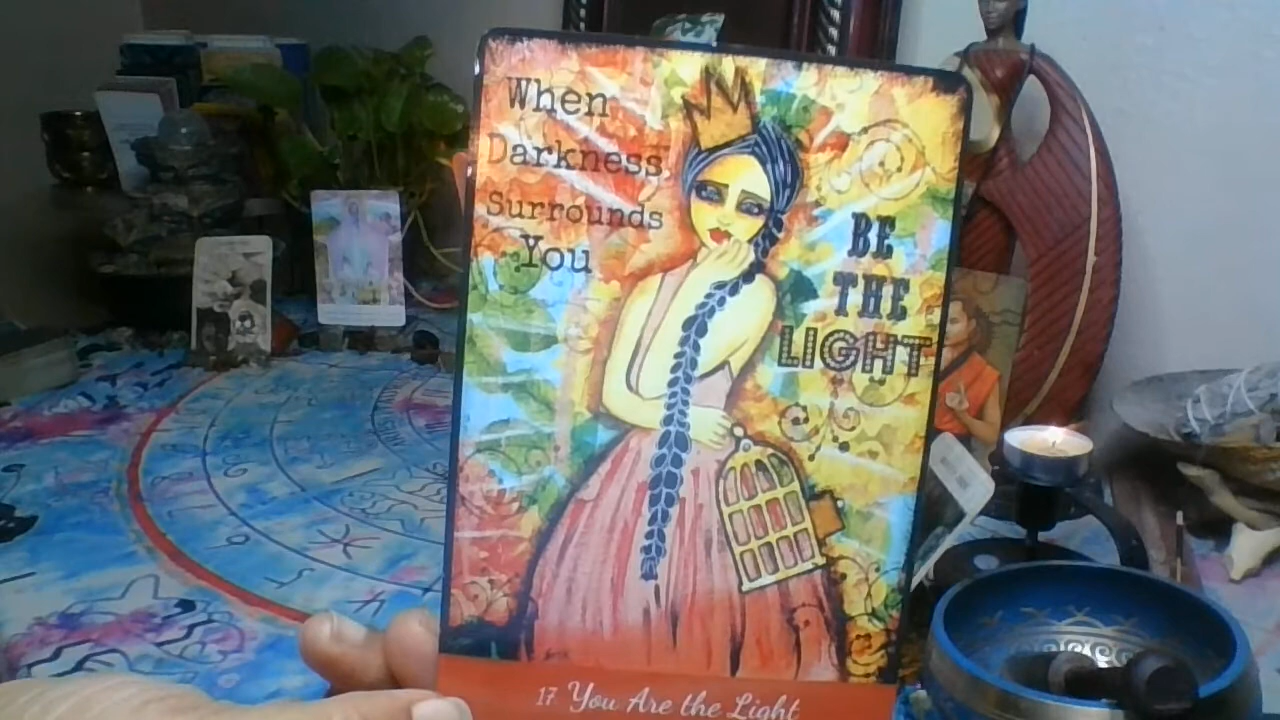 When
Darkness
Surrounds
You
BE
THE
LIGHT
17 You Are the Light